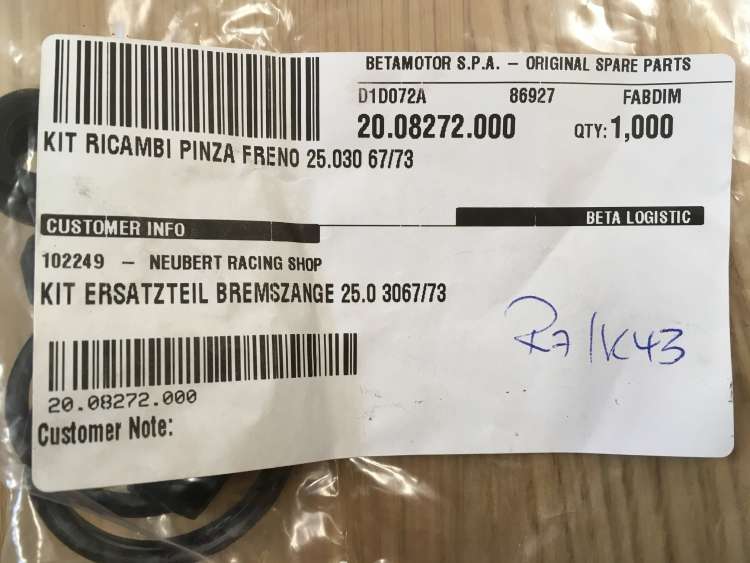 BETAMOTOR S.P.A. – ORIGINAL SPARE PARTS
D1D072A 86927 FABDIM
20.08272.000 QTY: 1,000
KIT RICAMBI PINZA FRENO 25.030 67/73
CUSTOMER INFO
BETA LOGISTIC
102249 – NEUBERT RACING SHOP
KIT ERSATZTEIL BREMSZANGE 25.0 3067/73
R7/K43
20.08272.000
Customer Note: